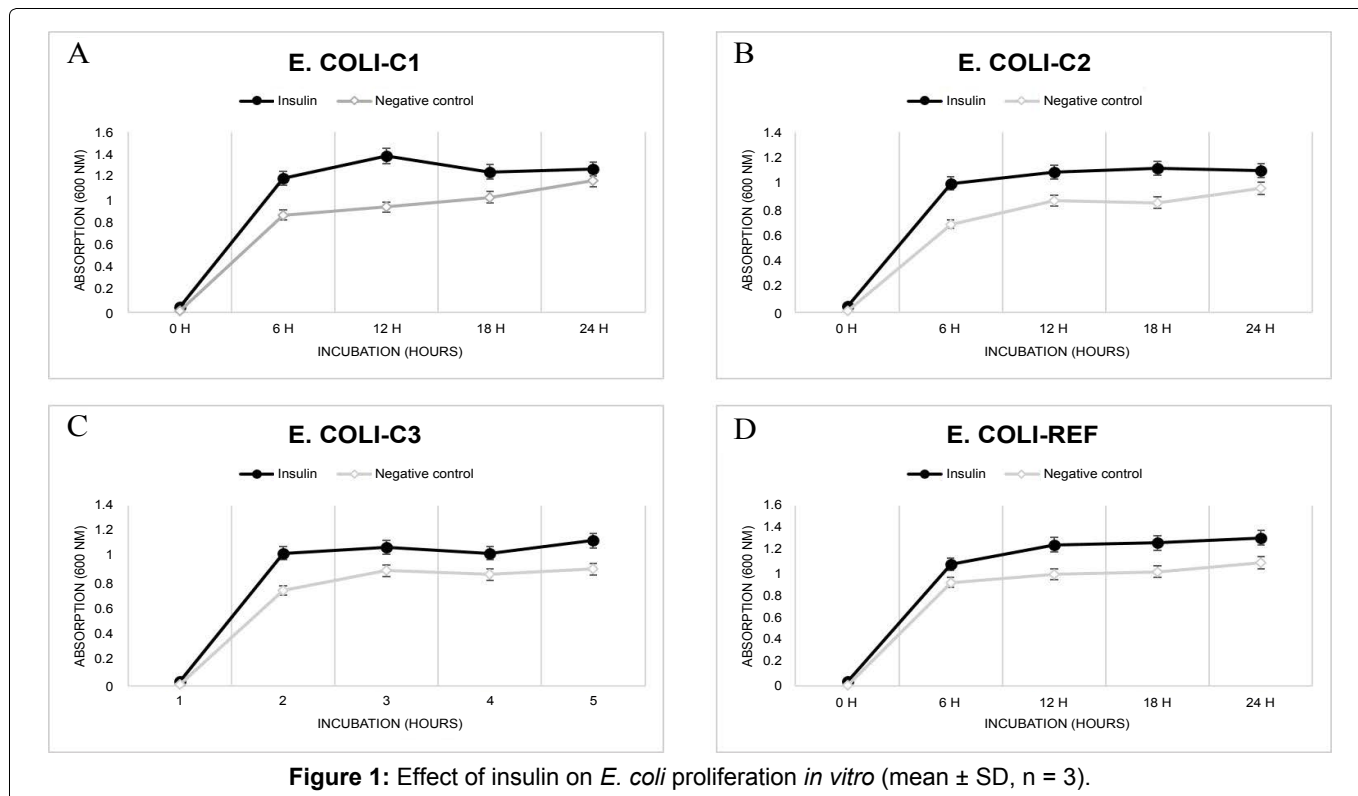 A
E. COLI-C1
Insulin Negative control
1.6
1.4
1.2
1
0.8
0.6
0.4
0.2
0
ABSORPTION (600 NM)
0 H 6 H 12 H 18 H 24 H
INCUBATION (HOURS)
B
E. COLI-C2
Insulin Negative control
1.4
1.2
1
0.8
0.6
0.4
0.2
0
ABSORPTION (600 NM)
0 H 6 H 12 H 18 H 24 H
INCUBATION (HOURS)
C
E. COLI-C3
Insulin Negative control
1.4
1.2
1
0.8
0.6
0.4
0.2
0
ABSORPTION (600 NM)
1 2 3 4 5
INCUBATION (HOURS)
D
E. COLI-REF
Insulin Negative control
1.6
1.4
1.2
1
0.8
0.6
0.4
0.2
0
ABSORPTION (600 NM)
0 H 6 H 12 H 18 H 24 H
INCUBATION (HOURS)
Figure 1: Effect of insulin on E. coli proliferation in vitro (mean ± SD, n = 3).